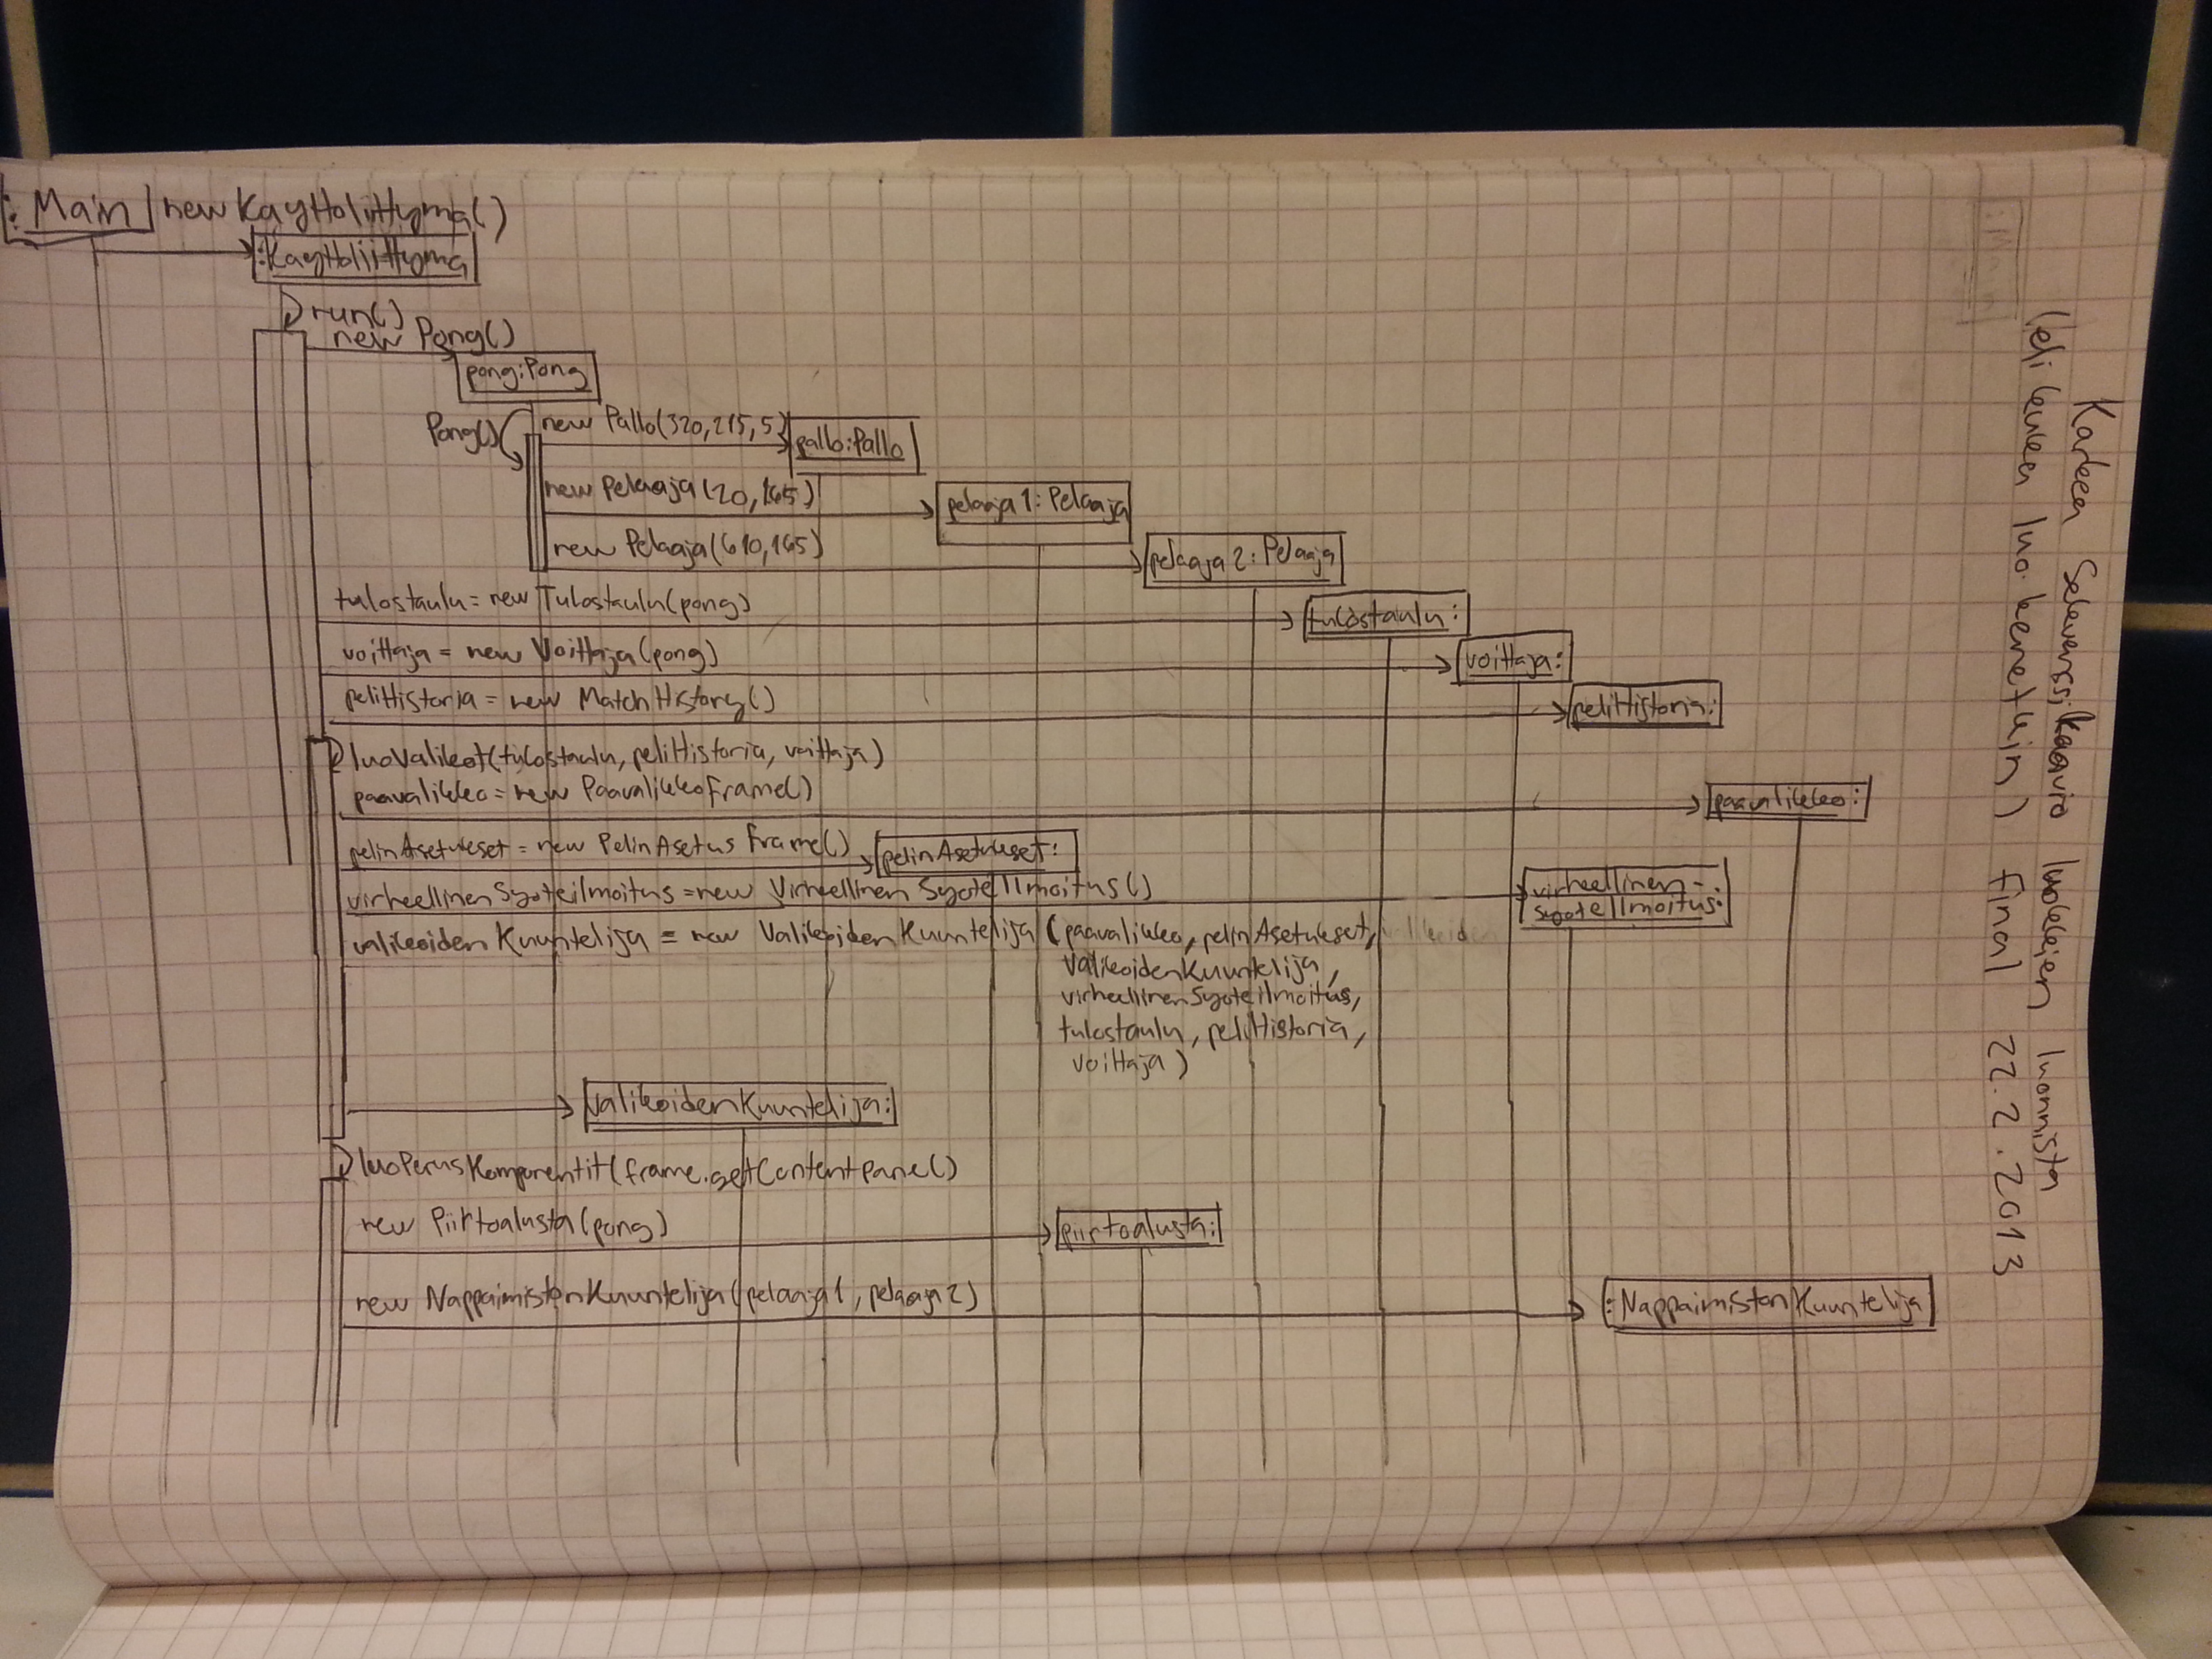 :Main new Kayttoliittyma()
:Kayttoliittyma
run()
new Pong()
pong:Pong
Pong()
new Pallo(320,215,5)
pallo:Pallo
new Pelaaja(20,165)
pelaaja1:Pelaaja
new Pelaaja(610,165)
pelaaja2:Pelaaja
tulostaulu = new Tulostaulu(pong)
tulostaulu:
voittaja = new Voittaja(pong)
voittaja:
peliHistoria = new MatchHistory()
peliHistoria:
luoValikot(tulostaulu, peliHistoria, voittaja)
paavalikko = new PaavalikkoFrame()
paavalikko:
pelinAsetukset = new PelinAsetusFrame()
pelinAsetukset:
virheellinenSyoteilmoitus = new VirheellinenSyoteIlmoitus()
virheellinen-
syoteIlmoitus:
valikoidenKuuntelija = new ValikoidenKuuntelija(paavalikko, pelinAsetukset,
ValikoidenKuuntelija,
virheellinenSyoteilmoitus,
tulostaulu, peliHistoria,
voittaja)
ValikoidenKuuntelija:
luoPerusKomponentit(frame.getContentPane()
new Piirtoalusta(pong)
piirtoalusta:
new NappaimistonKuuntelija(pelaaja1, pelaaja2)
:NappaimistonKuuntelija
:Main
Karkea Sekvenssikaavio luokkien luonnista
(eli kuka luo kenetkin) final 22.2.2013